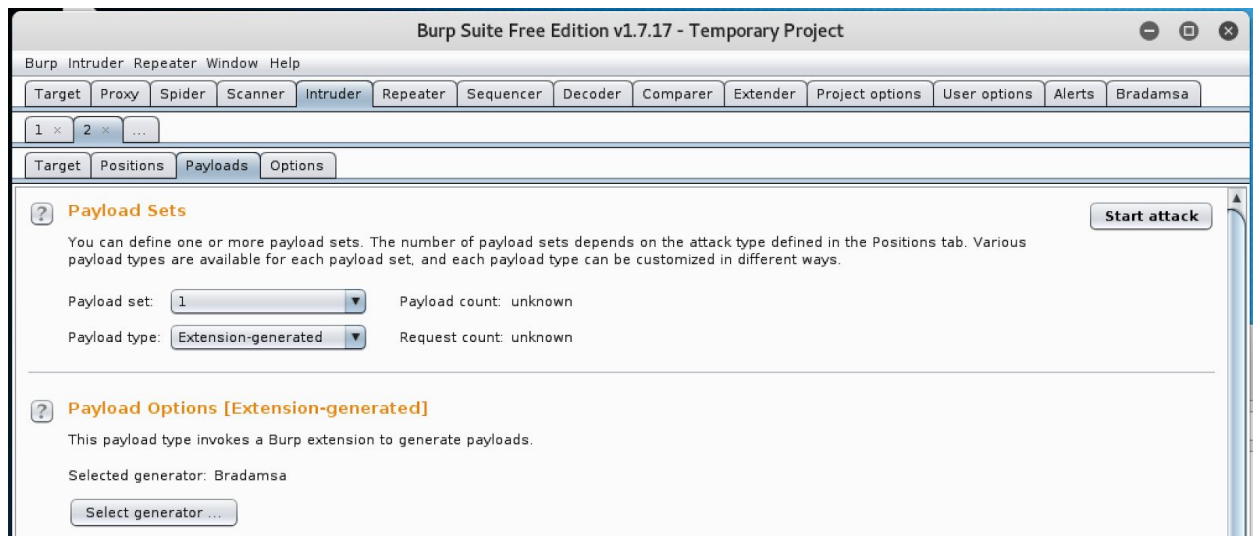 Burp Suite Free Edition v1.7.17 - Temporary Project
Burp Intruder Repeater Window Help
Target Proxy Spider Scanner Intruder Repeater Sequencer Decoder Comparer Extender Project options User options Alerts Bradamsa
1 × 2 × ...
Target Positions Payloads Options
? Payload Sets Start attack
You can define one or more payload sets. The number of payload sets depends on the attack type defined in the Positions tab. Various
payload types are available for each payload set, and each payload type can be customized in different ways.
Payload set: 1 Payload count: unknown
Payload type: Extension-generated Request count: unknown
? Payload Options [Extension-generated]
This payload type invokes a Burp extension to generate payloads.
Selected generator: Bradamsa
Select generator ...